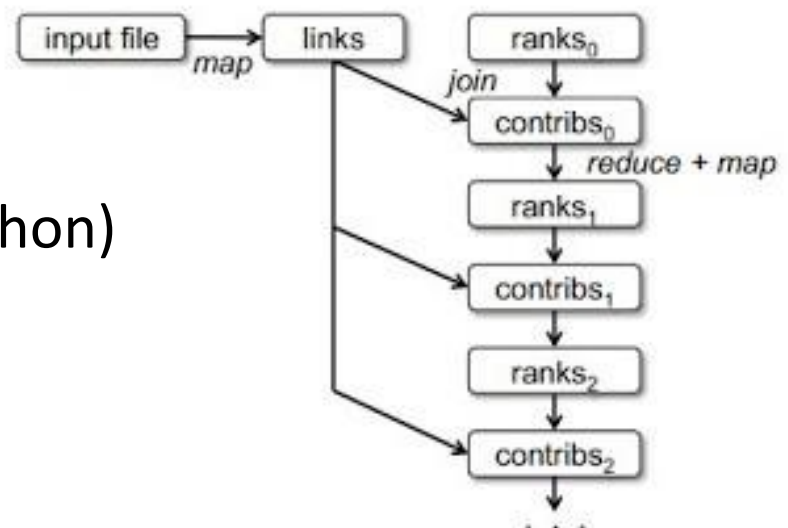 input file
map
links
ranks0
join
contribs0
reduce + map
ranks1
hon)
contribs1
ranks2
contribs2